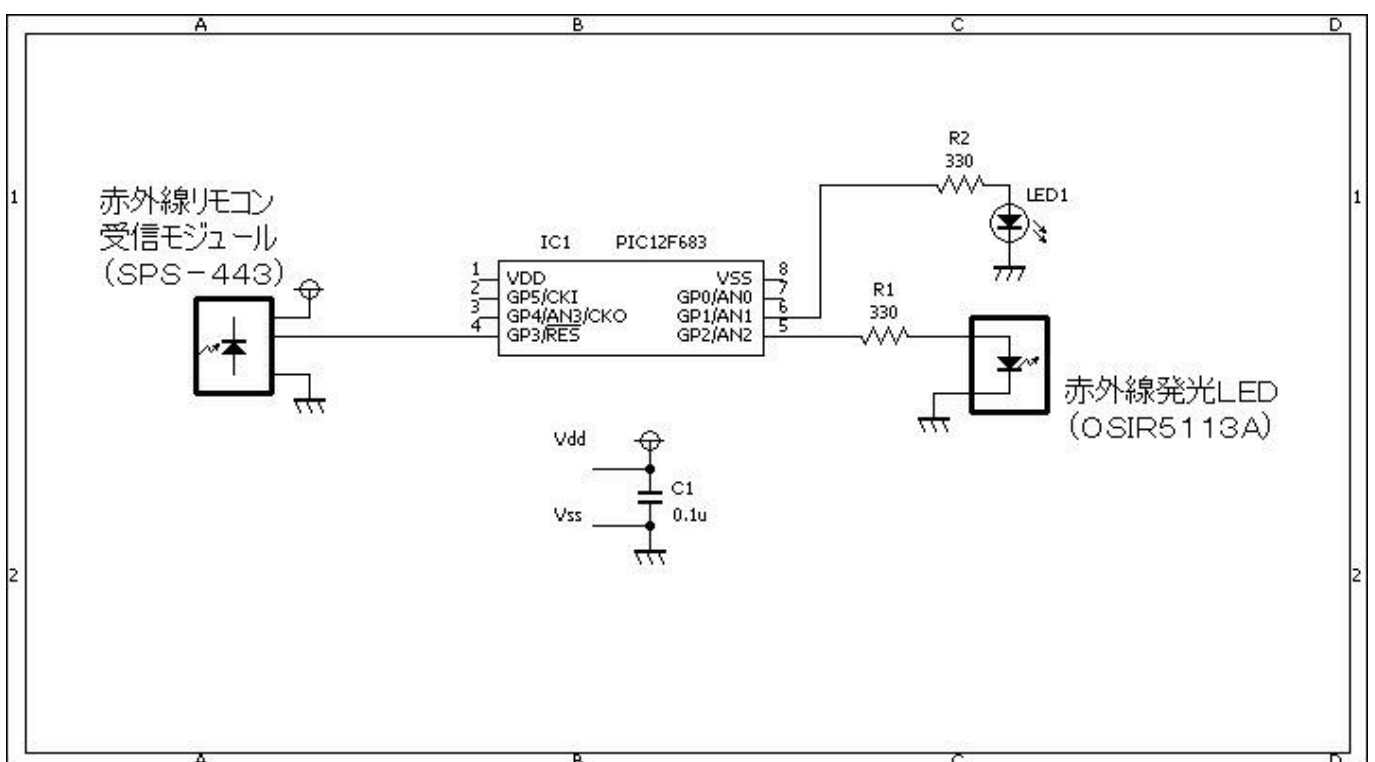 A B C D
R2
330
1 1
LED1
赤外線リモコン
受信モジュール
(SPS-443)
IC1 PIC12F683
1 VDD VSS 8
2 GP5/CKI GP0/AN0 7
3 GP4/AN3/CKO GP1/AN1 6
4 GP3/RES GP2/AN2 5
R1
330
赤外線発光LED
(OSIR5113A)
Vdd
C1
Vss 0.1u
2 2
A B C D